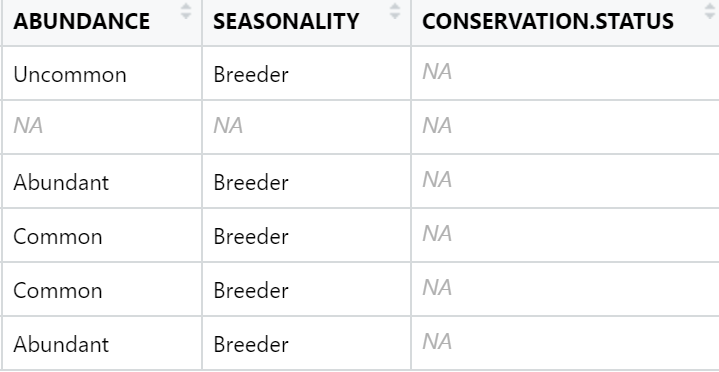 ABUNDANCE SEASONALITY CONSERVATION.STATUS
Uncommon Breeder NA
NA NA NA
Abundant Breeder NA
Common Breeder NA
Common Breeder NA
Abundant Breeder NA